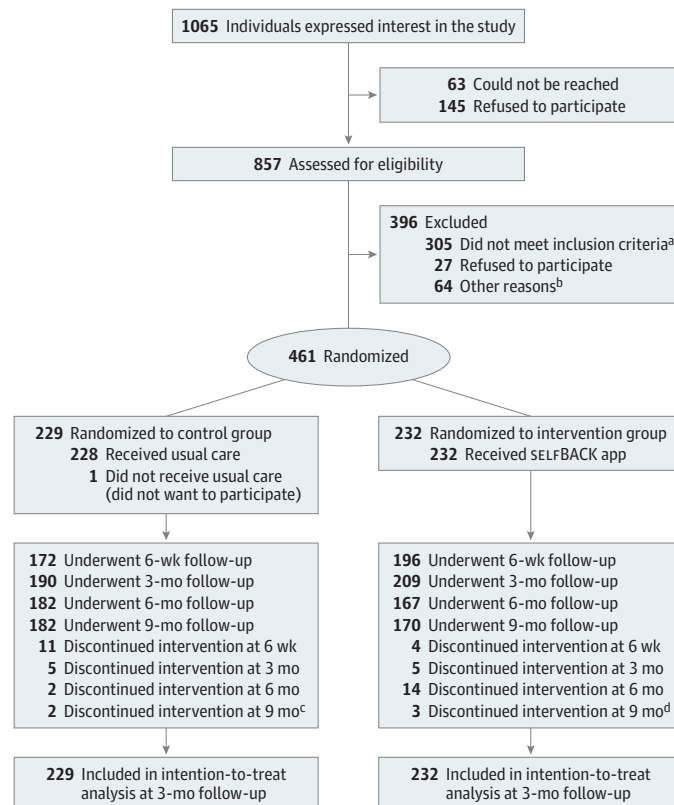 1065 Individuals expressed interest in the study
63 Could not be reached
145 Refused to participate
857 Assessed for eligibility
396 Excluded
305 Did not meet inclusion criteriaᵃ
27 Refused to participate
64 Other reasonsᵇ
461 Randomized
229 Randomized to control group
228 Received usual care
1 Did not receive usual care
(did not want to participate)
232 Randomized to intervention group
232 Received SELFBACK app
172 Underwent 6-wk follow-up
190 Underwent 3-mo follow-up
182 Underwent 6-mo follow-up
182 Underwent 9-mo follow-up
11 Discontinued intervention at 6 wk
5 Discontinued intervention at 3 mo
2 Discontinued intervention at 6 mo
2 Discontinued intervention at 9 moᶜ
196 Underwent 6-wk follow-up
209 Underwent 3-mo follow-up
167 Underwent 6-mo follow-up
170 Underwent 9-mo follow-up
4 Discontinued intervention at 6 wk
5 Discontinued intervention at 3 mo
14 Discontinued intervention at 6 mo
3 Discontinued intervention at 9 moᵈ
229 Included in intention-to-treat
analysis at 3-mo follow-up
232 Included in intention-to-treat
analysis at 3-mo follow-up